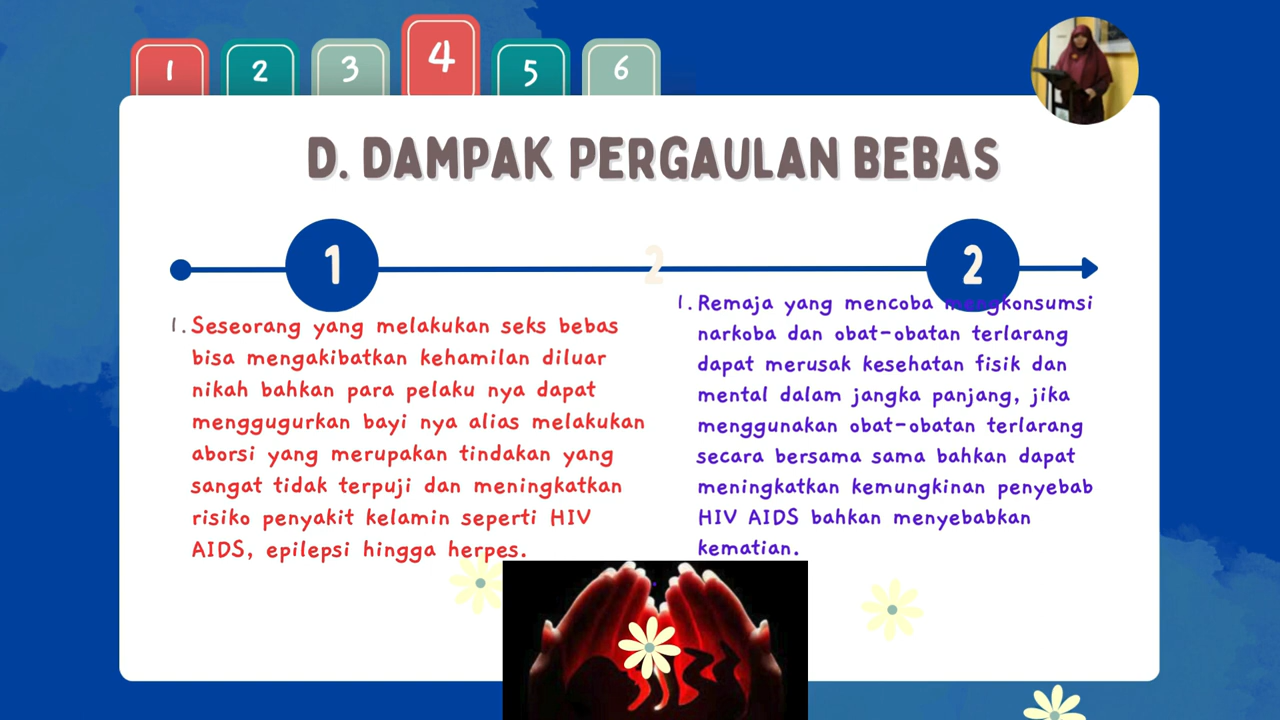 1 2 3 4 5 6
D. DAMPAK PERGAULAN BEBAS
1 2 2
1. Seseorang yang melakukan seks bebas
bisa mengakibatkan kehamilan diluar
nikah bahkan para pelaku nya dapat
menggugurkan bayi nya alias melakukan
aborsi yang merupakan tindakan yang
sangat tidak terpuji dan meningkatkan
risiko penyakit kelamin seperti HIV
AIDS, epilepsi hingga herpes.
1. Remaja yang mencoba mengkonsumsi
narkoba dan obat-obatan terlarang
dapat merusak kesehatan fisik dan
mental dalam jangka panjang, jika
menggunakan obat-obatan terlarang
secara bersama sama bahkan dapat
meningkatkan kemungkinan penyebab
HIV AIDS bahkan menyebabkan
kematian.